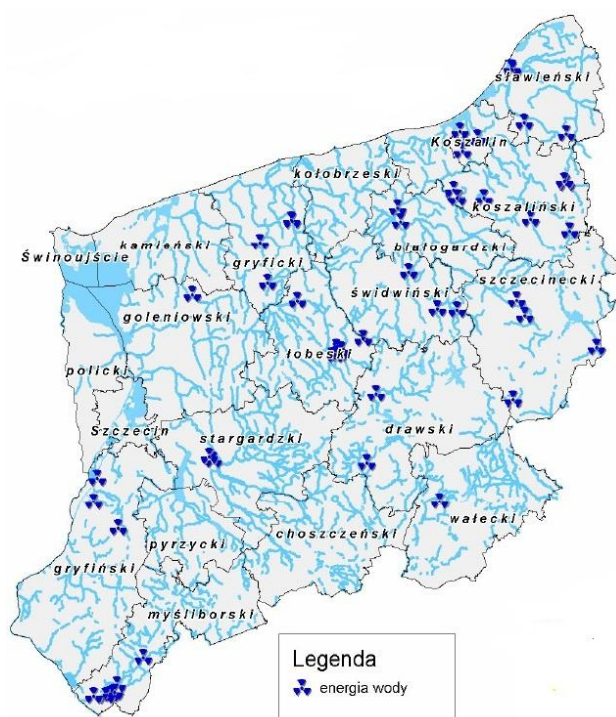 sławieński
Koszalin
kołobrzeski
koszaliński
kamieński
białogardzki
Świnoujście
gryficki
świdwiński
szczecinecki
goleniowski
łobeski
policki
Szczecin
stargardzki
drawski
wałecki
pyrzycki
choszczeński
gryfiński
myśliborski
Legenda
energia wody